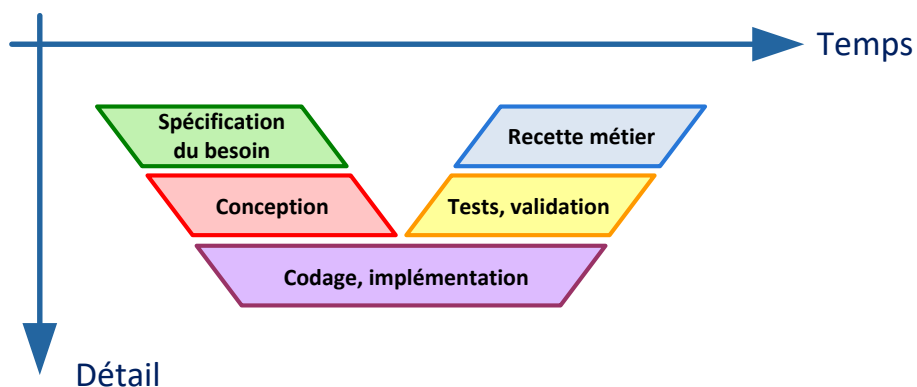 Temps
Spécification
du besoin
Recette métier
Conception
Tests, validation
Codage, implémentation
Détail